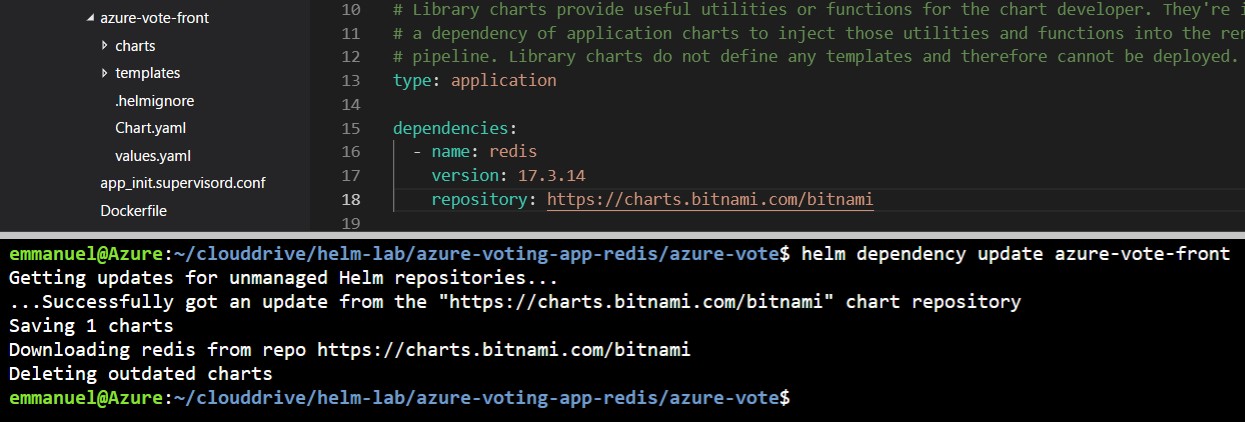 azure-vote-front
charts
templates
.helmignore
Chart.yaml
values.yaml
app_init.supervisord.conf
Dockerfile
10 # Library charts provide useful utilities or functions for the chart developer. They're i
11 # a dependency of application charts to inject those utilities and functions into the ren
12 # pipeline. Library charts do not define any templates and therefore cannot be deployed.
13 type: application
14
15 dependencies:
16 - name: redis
17 version: 17.3.14
18 repository: https://charts.bitnami.com/bitnami
19
emmanuel@Azure:~/clouddrive/helm-lab/azure-voting-app-redis/azure-vote$ helm dependency update azure-vote-front
Getting updates for unmanaged Helm repositories...
...Successfully got an update from the "https://charts.bitnami.com/bitnami" chart repository
Saving 1 charts
Downloading redis from repo https://charts.bitnami.com/bitnami
Deleting outdated charts
emmanuel@Azure:~/clouddrive/helm-lab/azure-voting-app-redis/azure-vote$